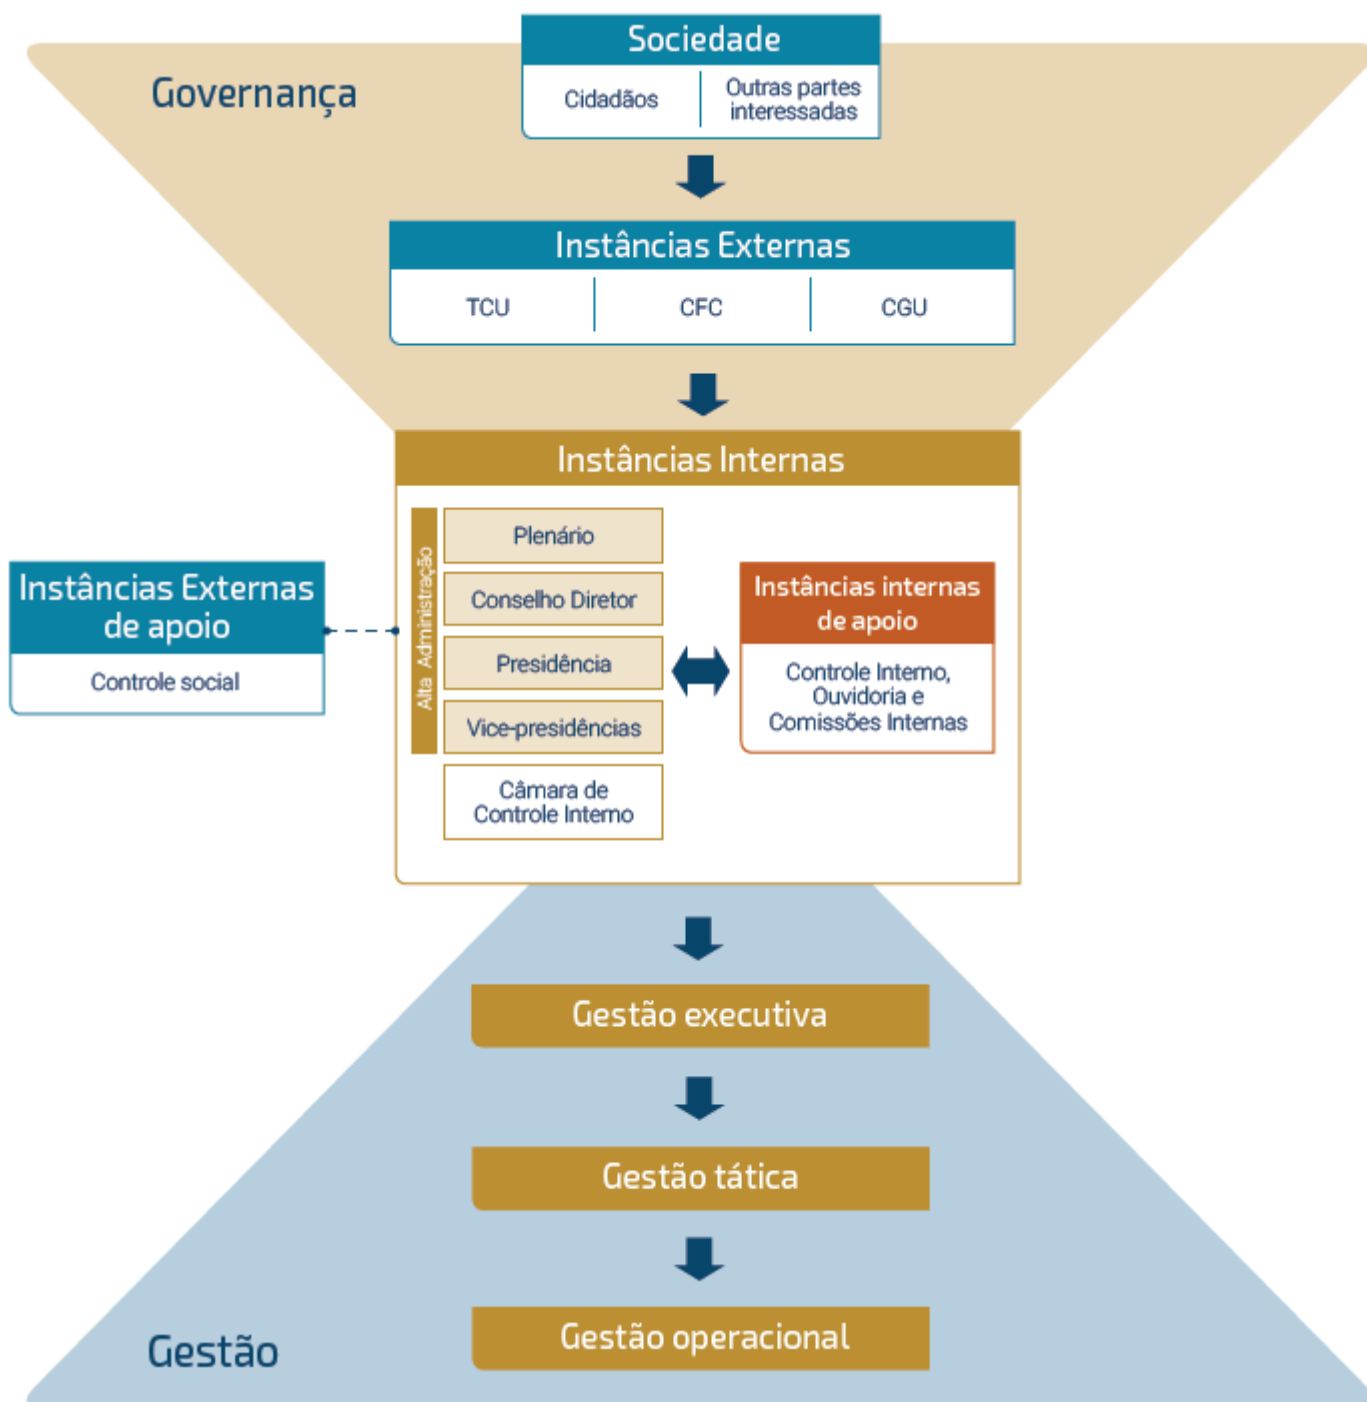 Governança
Sociedade
Cidadãos
Outras partes
interessadas
Instâncias Externas
TCU
CFC
CGU
Instâncias Internas
Alta Administração
Plenário
Conselho Diretor
Presidência
Vice-presidências
Câmara de
Controle Interno
Instâncias Externas
de apoio
Controle social
Instâncias internas
de apoio
Controle Interno,
Ouvidoria e
Comissões Internas
Gestão executiva
Gestão tática
Gestão operacional
Gestão